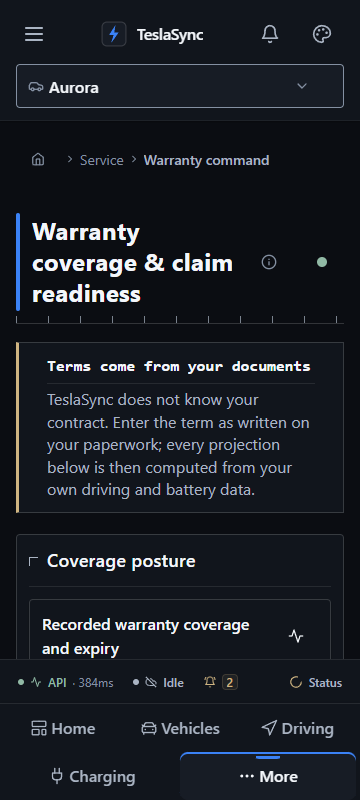 TeslaSync
Aurora
Service
Warranty command
Warranty
coverage & claim
readiness
Terms come from your documents
TeslaSync does not know your
contract. Enter the term as written on
your paperwork; every projection
below is then computed from your
own driving and battery data.
Coverage posture
Recorded warranty coverage
and expiry
API · 384ms Idle 2 Status
Home Vehicles Driving
Charging More